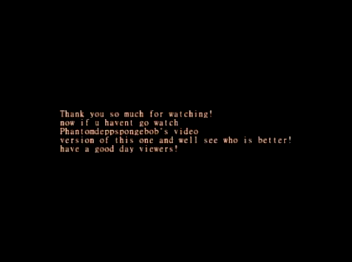 Thank you so much for watching!
now if u havent go watch
Phantomdeppspongebob's video
version of this one and well see who is better!
have a good day viewers!